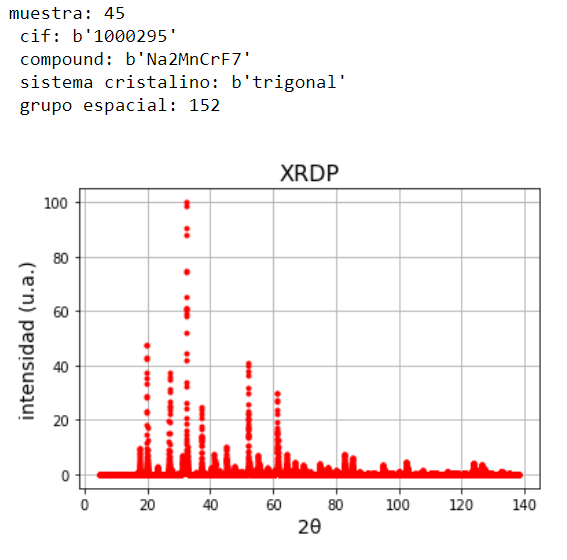 muestra: 45
cif: b'1000295'
compound: b'Na2MnCrF7'
sistema cristalino: b'trigonal'
grupo espacial: 152
XRDP
100
80
60
40
20
0
intensidad (u.a.)
0 20 40 60 80 100 120 140
2θ